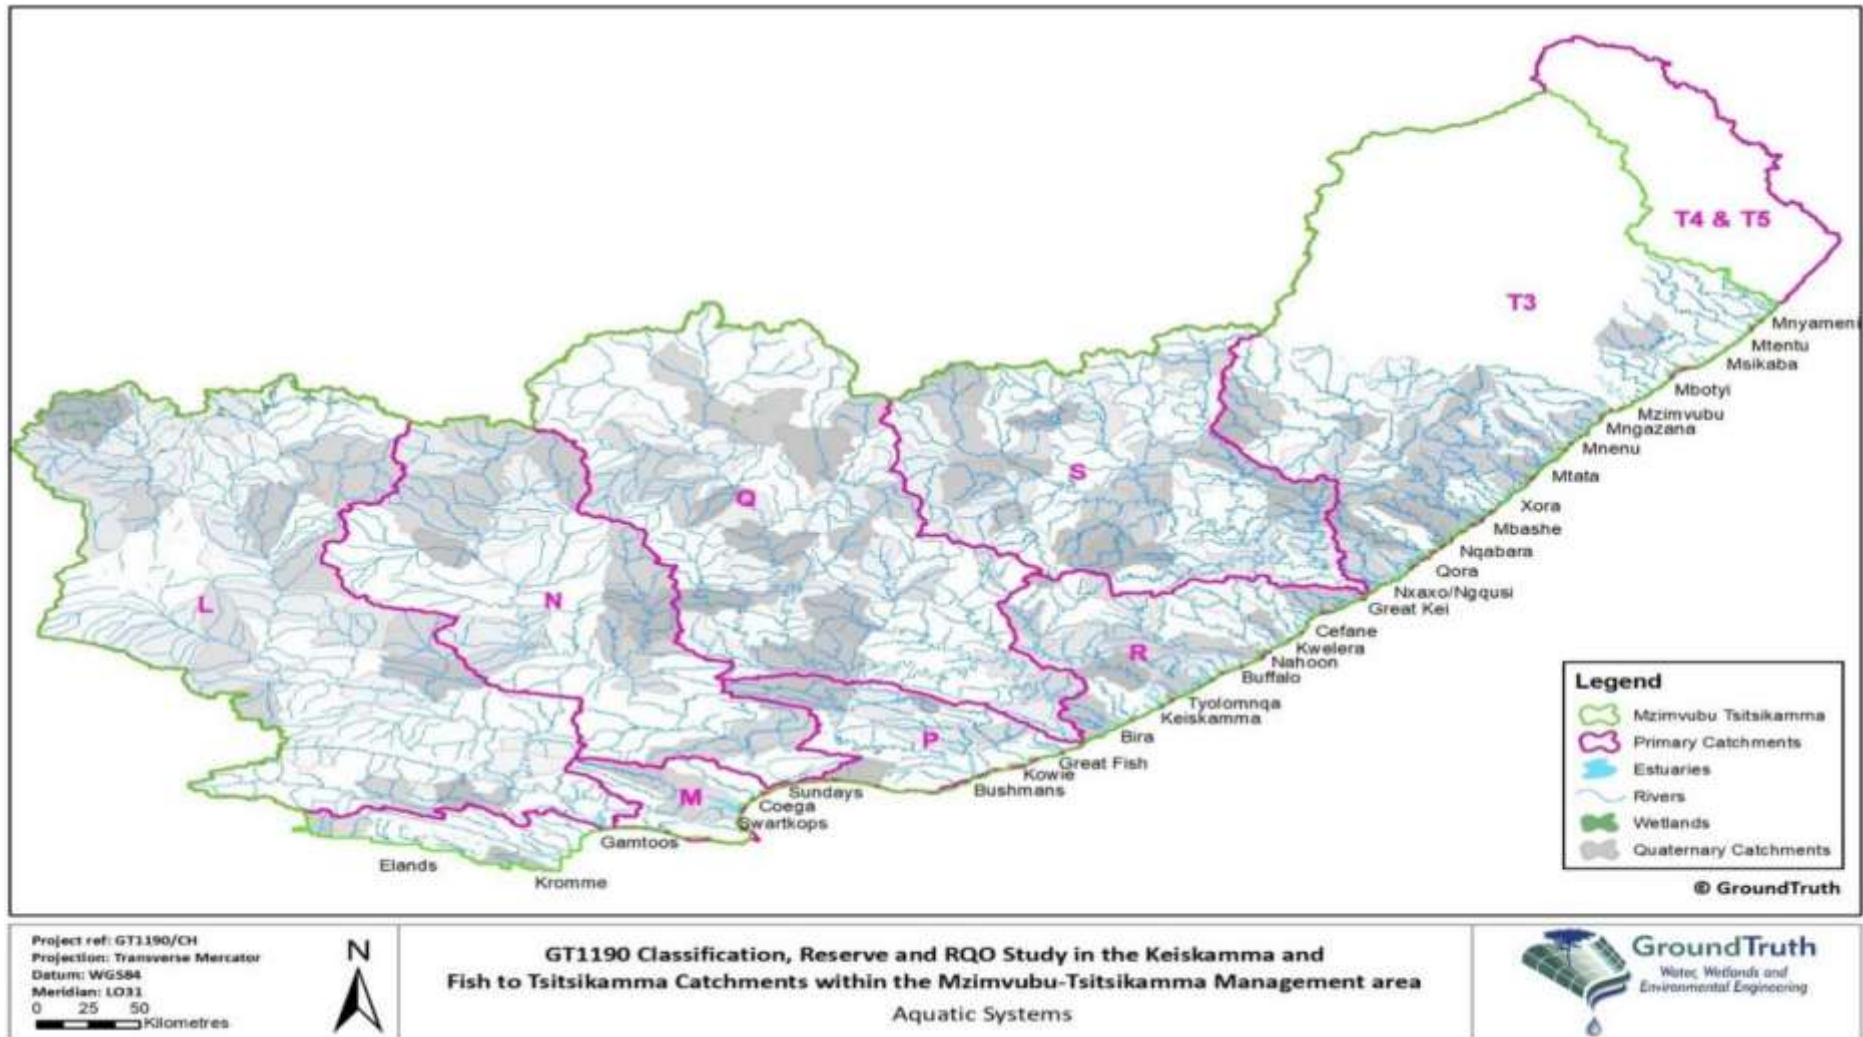 T4 & T5
T3
S
Q
N
L
R
P
M
Mnyameni
Mtentu
Msikaba
Mbotyi
Mzimvubu
Mngazana
Mnenu
Mtata
Xora
Mbashe
Nqabara
Qora
Nxaxo/Ngqusi
Great Kei
Cefane
Kwelera
Nahoon
Buffalo
Tyolomnqa
Keiskamma
Bira
Great Fish
Kowie
Bushmans
Sundays
Coega
Swartkops
Gamtoos
Elands
Kromme
Legend
Mzimvubu Tsitsikamma
Primary Catchments
Estuaries
Rivers
Wetlands
Quaternary Catchments
© GroundTruth
Project ref: GT1190/CH
Projection: Transverse Mercator
Datum: WGS84
Meridian: LO31
0 25 50
Kilometres
N
GT1190 Classification, Reserve and RQO Study in the Keiskamma and
Fish to Tsitsikamma Catchments within the Mzimvubu-Tsitsikamma Management area
Aquatic Systems
GroundTruth
Water, Wetlands and
Environmental Engineering